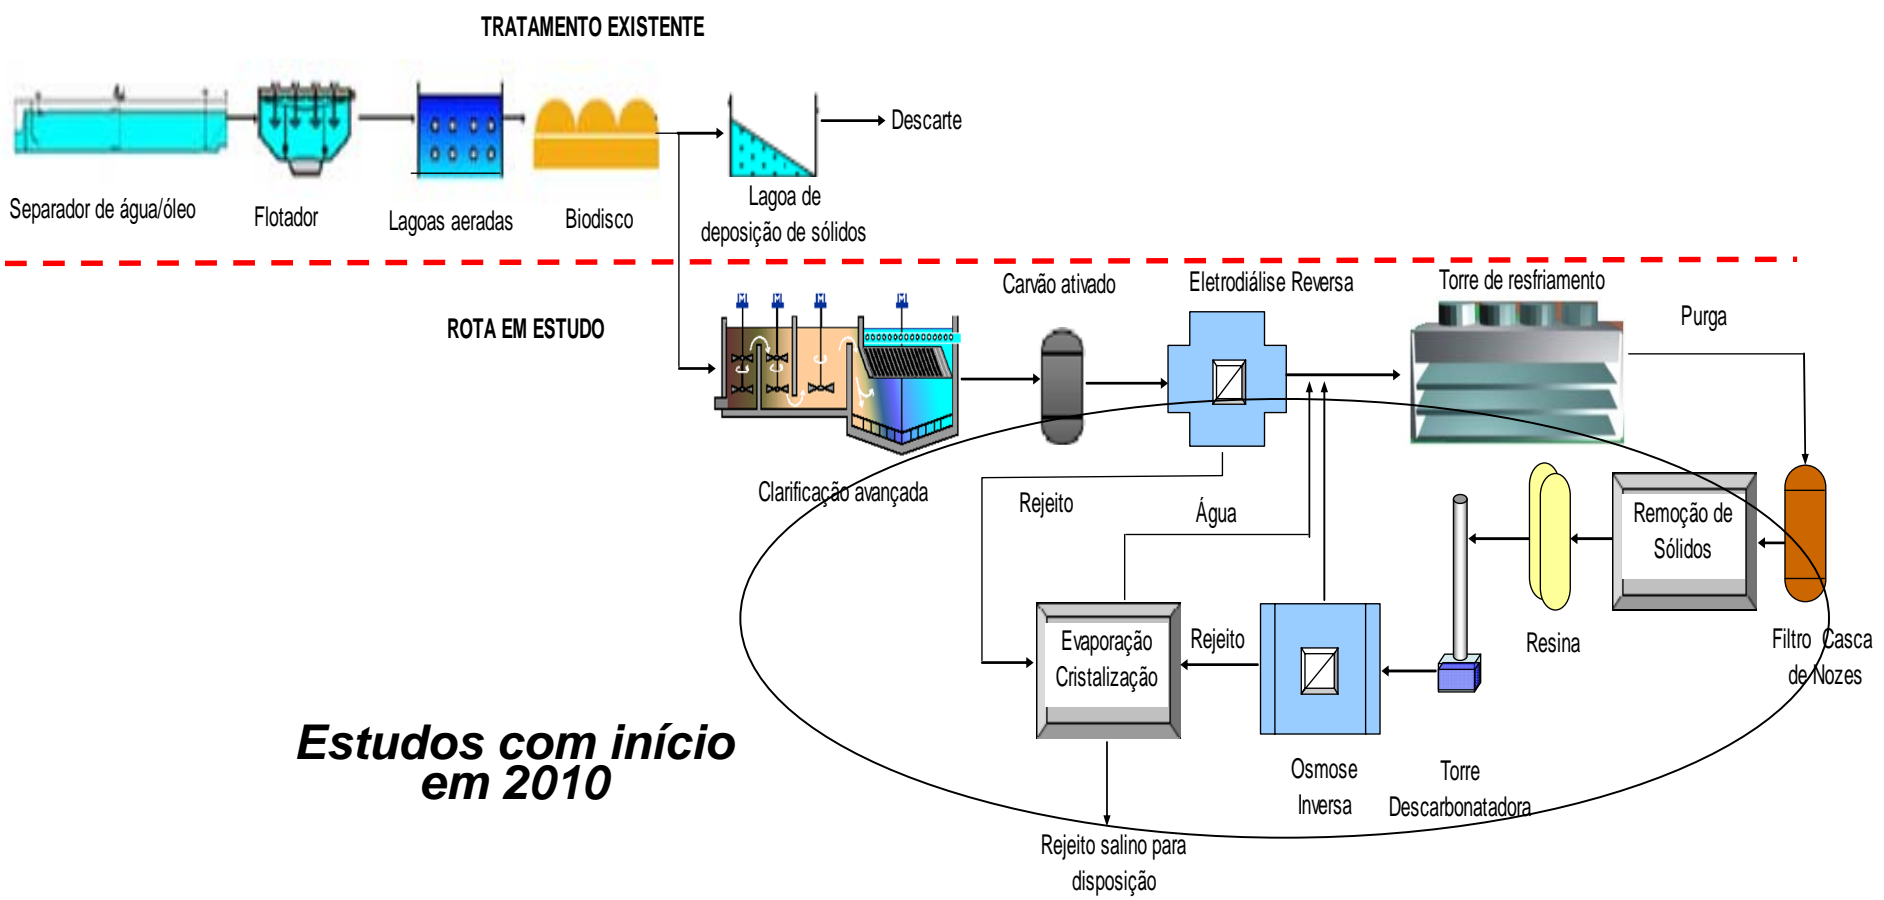 TRATAMENTO EXISTENTE
Descarte
Separador de água/óleo
Flotador
Lagoas aeradas
Biodisco
Lagoa de
deposição de sólidos
ROTA EM ESTUDO
Carvão ativado
Eletrodiálise Reversa
Torre de resfriamento
Purga
M
M
M
M
Clarificação avançada
Rejeito
Água
Remoção de
Sólidos
Filtro Casca
de Nozes
Resina
Evaporação
Cristalização
Rejeito
Osmose
Inversa
Torre
Descarbonatadora
Estudos com início
em 2010
Rejeito salino para
disposição